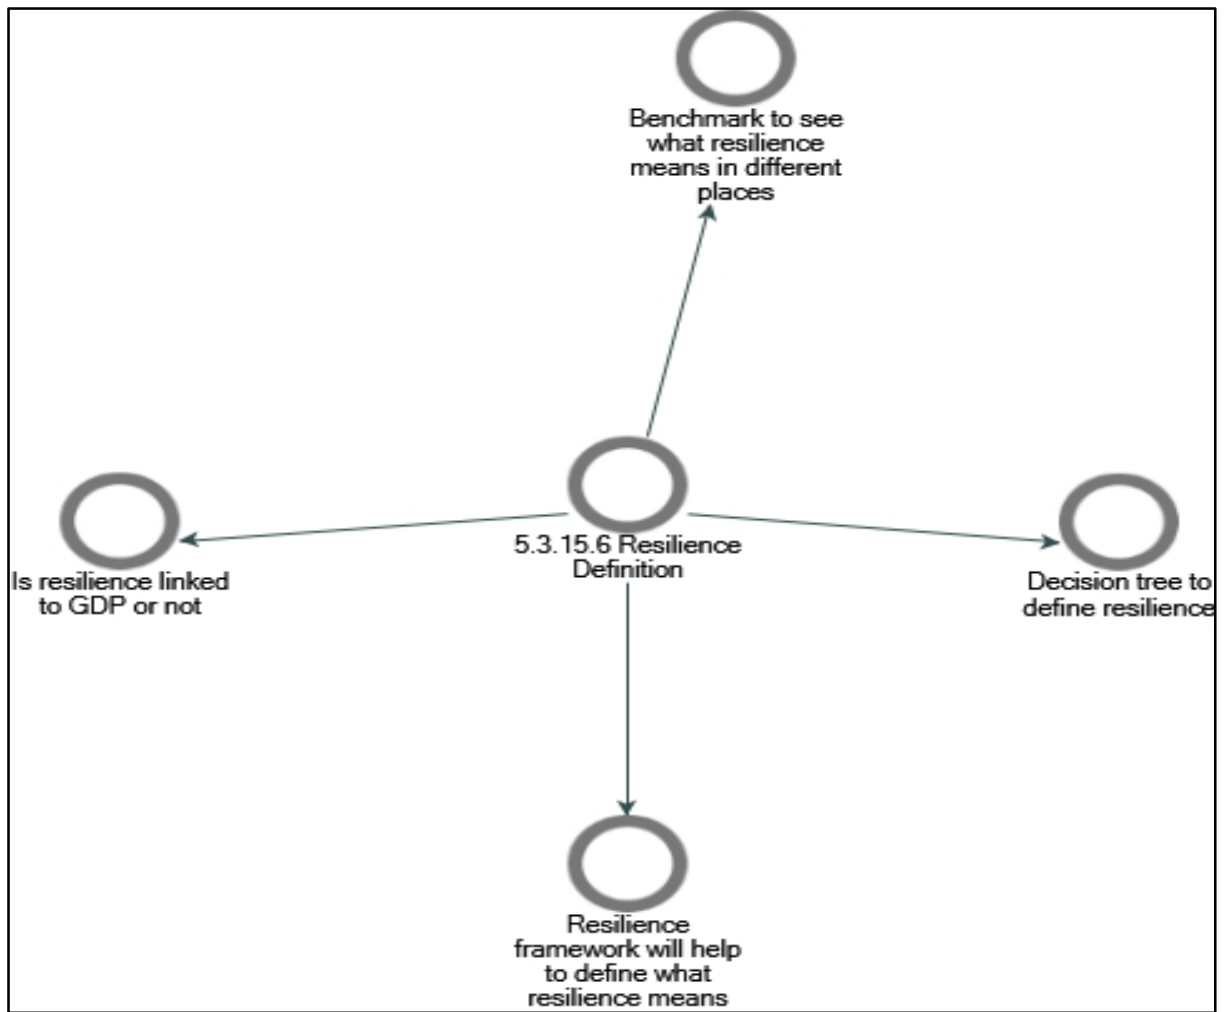 Benchmark to see
what resilience
means in different
places
5.3.15.6 Resilience
Definition
Is resilience linked
to GDP or not
Decision tree to
define resilience
Resilience
framework will help
to define what
resilience means